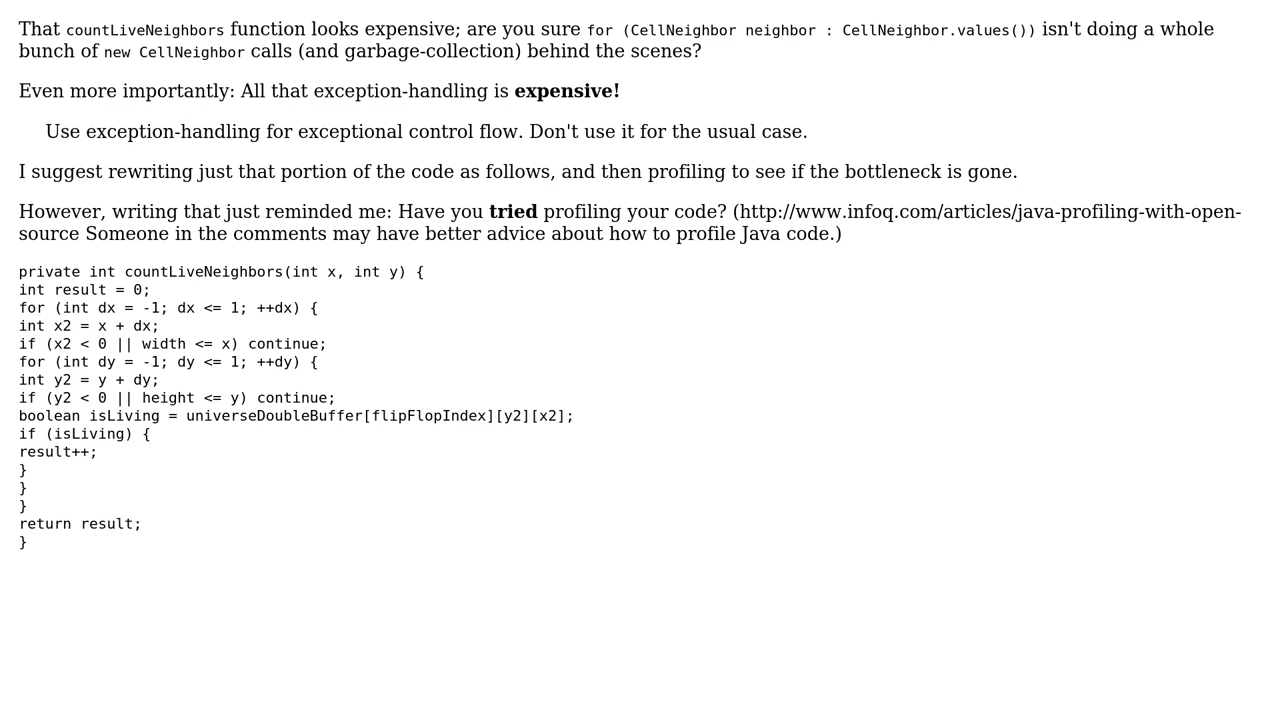 That countLiveNeighbors function looks expensive; are you sure for (CellNeighbor neighbor : CellNeighbor.values()) isn't doing a whole
bunch of new CellNeighbor calls (and garbage-collection) behind the scenes?
Even more importantly: All that exception-handling is expensive!
Use exception-handling for exceptional control flow. Don't use it for the usual case.
I suggest rewriting just that portion of the code as follows, and then profiling to see if the bottleneck is gone.
However, writing that just reminded me: Have you tried profiling your code? (http://www.infoq.com/articles/java-profiling-with-open-
source Someone in the comments may have better advice about how to profile Java code.)
private int countLiveNeighbors(int x, int y) {
int result = 0;
for (int dx = -1; dx <= 1; ++dx) {
int x2 = x + dx;
if (x2 < 0 || width <= x) continue;
for (int dy = -1; dy <= 1; ++dy) {
int y2 = y + dy;
if (y2 < 0 || height <= y) continue;
boolean isLiving = universeDoubleBuffer[flipFlopIndex][y2][x2];
if (isLiving) {
result++;
}
}
}
return result;
}